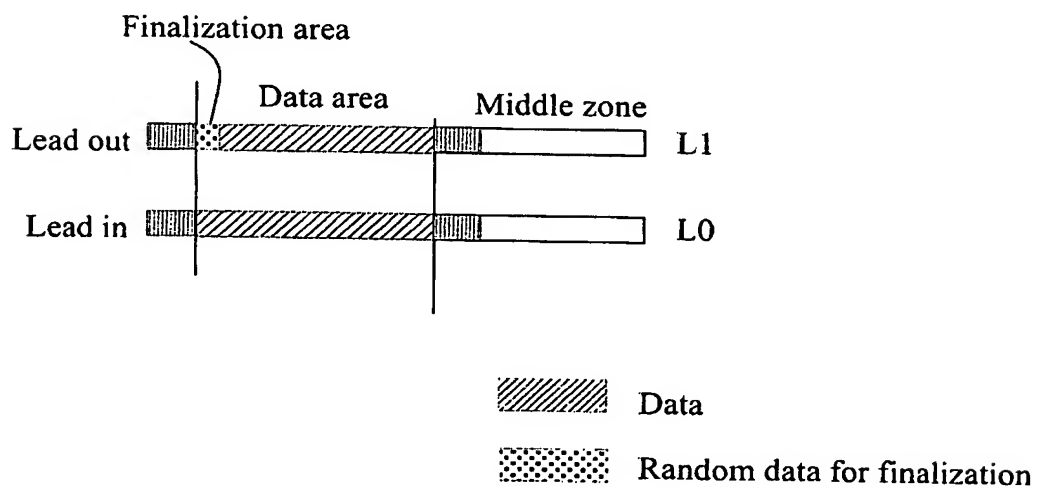 Finalization area
Data area
Middle zone
Lead out
L1
Lead in
L0
Data
Random data for finalization